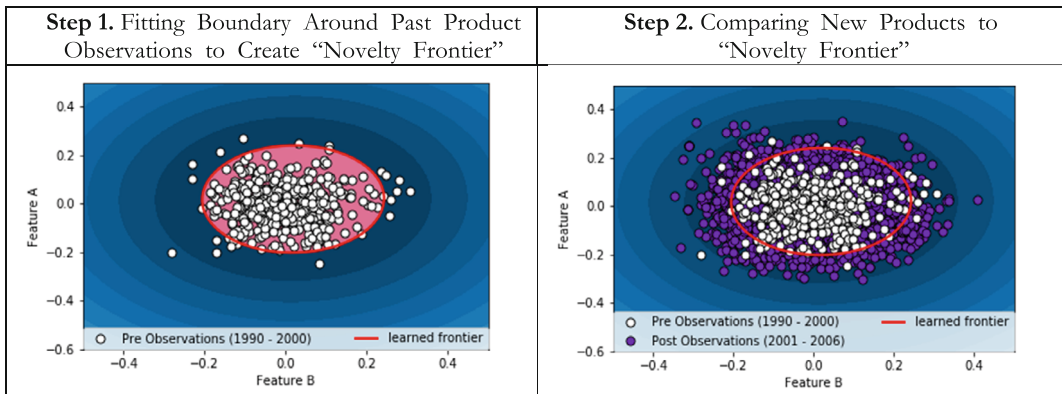 Step 1. Fitting Boundary Around Past Product
Observations to Create “Novelty Frontier”
Step 2. Comparing New Products to
“Novelty Frontier”
0.4
0.2
0.0
−0.2
−0.4
−0.6
Feature A
Pre Observations (1990 - 2000)
learned frontier
−0.4
−0.2
0.0
0.2
0.4
Feature B
0.4
0.2
0.0
−0.2
−0.4
−0.6
Feature A
Pre Observations (1990 - 2000)
learned frontier
Post Observations (2001 - 2006)
−0.4
−0.2
0.0
0.2
0.4
Feature B